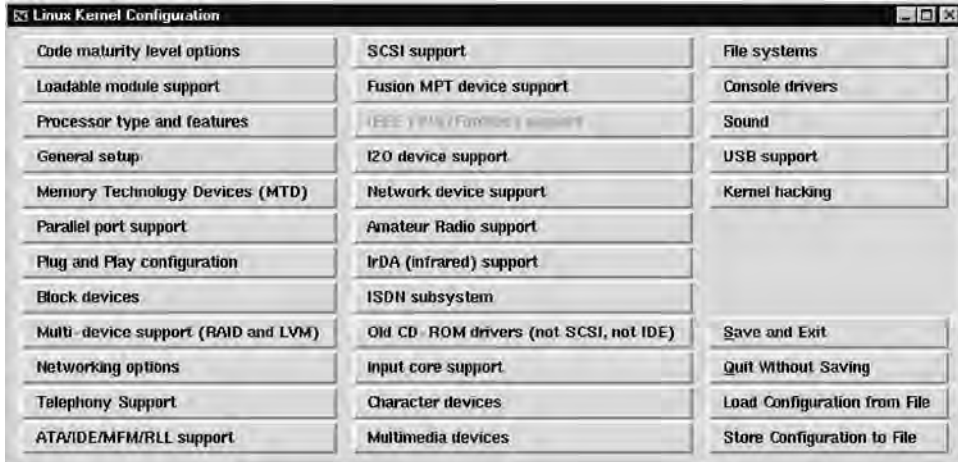 Linux Kernel Configuration
Code maturity level options
Loadable module support
Processor type and features
General setup
Memory Technology Devices (MTD)
Parallel port support
Plug and Play configuration
Block devices
Multi-device support (RAID and LVM)
Networking options
Telephony Support
ATA/IDE/MFM/RLL support
SCSI support
Fusion MPT device support
support
I2O device support
Network device support
Amateur Radio support
IrDA (infrared) support
ISDN subsystem
Old CD-ROM drivers (not SCSI, not IDE)
Input core support
Character devices
Multimedia devices
File systems
Console drivers
Sound
USB support
Kernel hacking
Save and Exit
Quit Without Saving
Load Configuration from File
Store Configuration to File